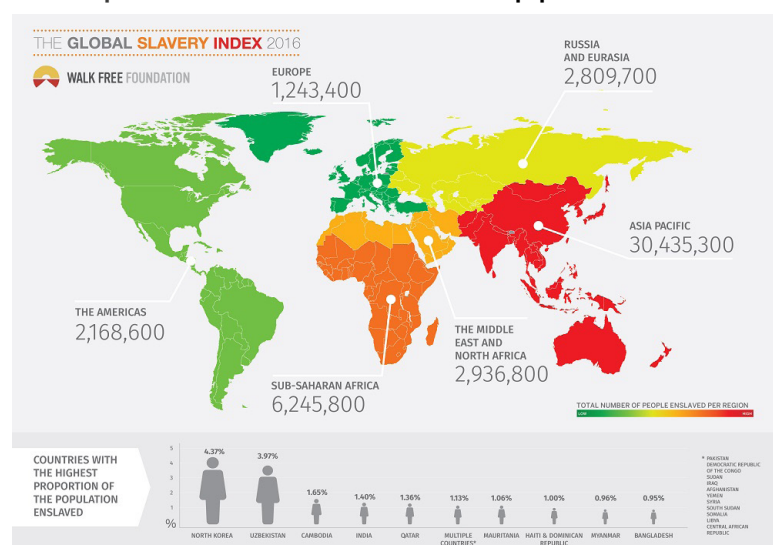 THE GLOBAL SLAVERY INDEX 2016
WALK FREE FOUNDATION
EUROPE
1,243,400
RUSSIA
AND EURASIA
2,809,700
ASIA PACIFIC
30,435,300
THE AMERICAS
2,168,600
THE MIDDLE
EAST AND
NORTH AFRICA
2,936,800
SUB-SAHARAN AFRICA
6,245,800
TOTAL NUMBER OF PEOPLE ENSLAVED PER REGION
LOW
HIGH
COUNTRIES WITH
THE HIGHEST
PROPORTION OF
THE POPULATION
ENSLAVED
5
4
3
2
1
%
4.37%
3.97%
1.65%
1.40%
1.36%
1.13%
1.06%
1.00%
0.96%
0.95%
NORTH KOREA
UZBEKISTAN
CAMBODIA
INDIA
QATAR
MULTIPLE
COUNTRIES*
MAURITANIA
HAITI & DOMINICAN
REPUBLIC
MYANMAR
BANGLADESH
* PAKISTAN
DEMOCRATIC REPUBLIC
OF THE CONGO
SUDAN
IRAQ
AFGHANISTAN
YEMEN
SYRIA
SOUTH SUDAN
SOMALIA
LIBYA
CENTRAL AFRICAN
REPUBLIC